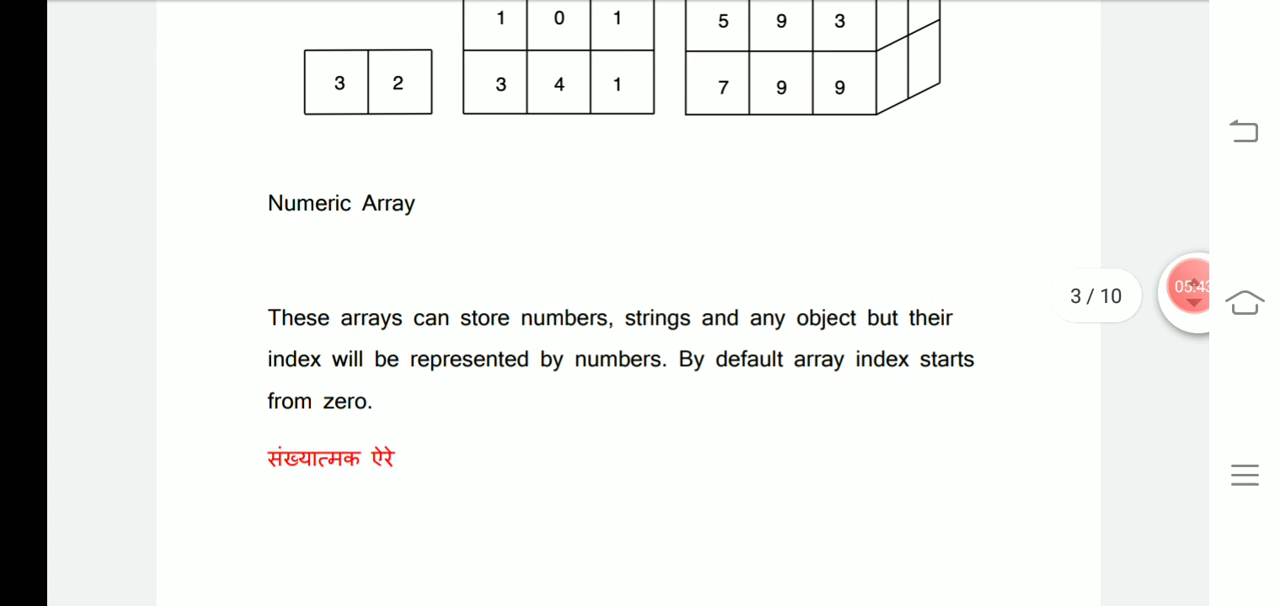 1 0 1 5 9 3
3 2 3 4 1 7 9 9
Numeric Array
3 / 10
05:43
These arrays can store numbers, strings and any object but their
index will be represented by numbers. By default array index starts
from zero.
संख्यात्मक ऐरे